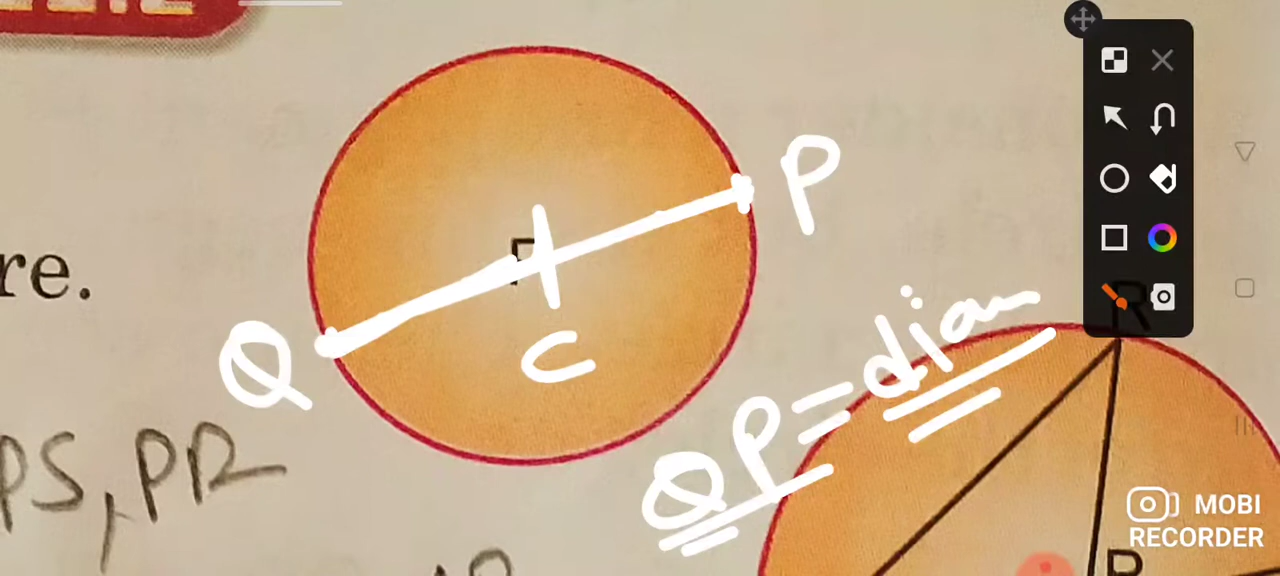 P
re.
Q
C
QP = diam
R
PS, PR
P
MOBI
RECORDER